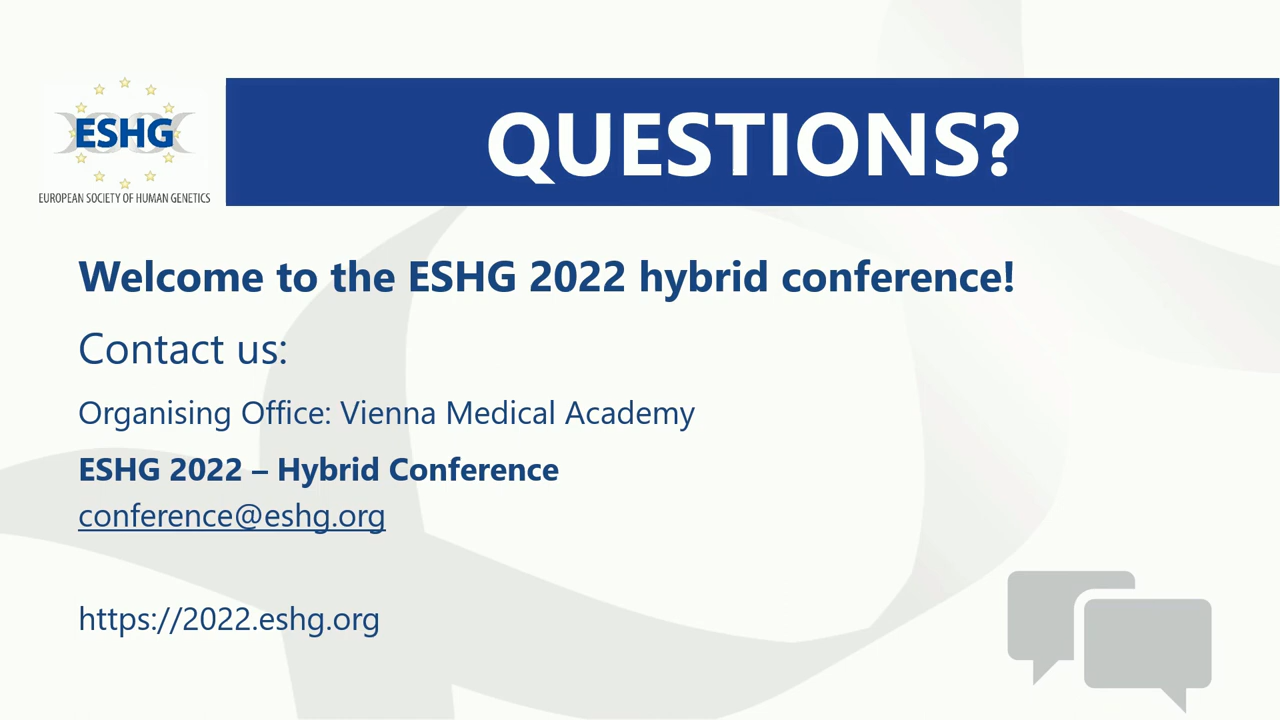 ESHG
EUROPEAN SOCIETY OF HUMAN GENETICS
QUESTIONS?
Welcome to the ESHG 2022 hybrid conference!
Contact us:
Organising Office: Vienna Medical Academy
ESHG 2022 – Hybrid Conference
conference@eshg.org
https://2022.eshg.org